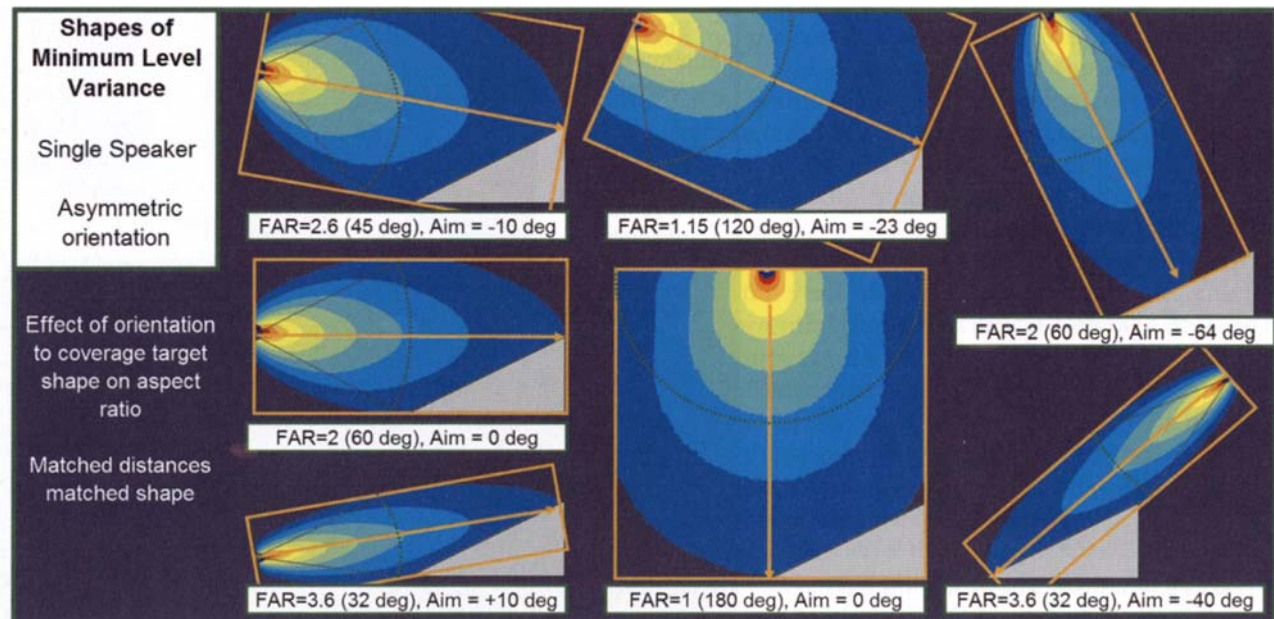 Shapes of
Minimum Level
Variance
Single Speaker
Asymmetric
orientation
Effect of orientation
to coverage target
shape on aspect
ratio
Matched distances
matched shape
FAR=2.6 (45 deg), Aim = -10 deg
FAR=1.15 (120 deg), Aim = -23 deg
FAR=2 (60 deg), Aim = -64 deg
FAR=2 (60 deg), Aim = 0 deg
FAR=3.6 (32 deg), Aim = +10 deg
FAR=1 (180 deg), Aim = 0 deg
FAR=3.6 (32 deg), Aim = -40 deg